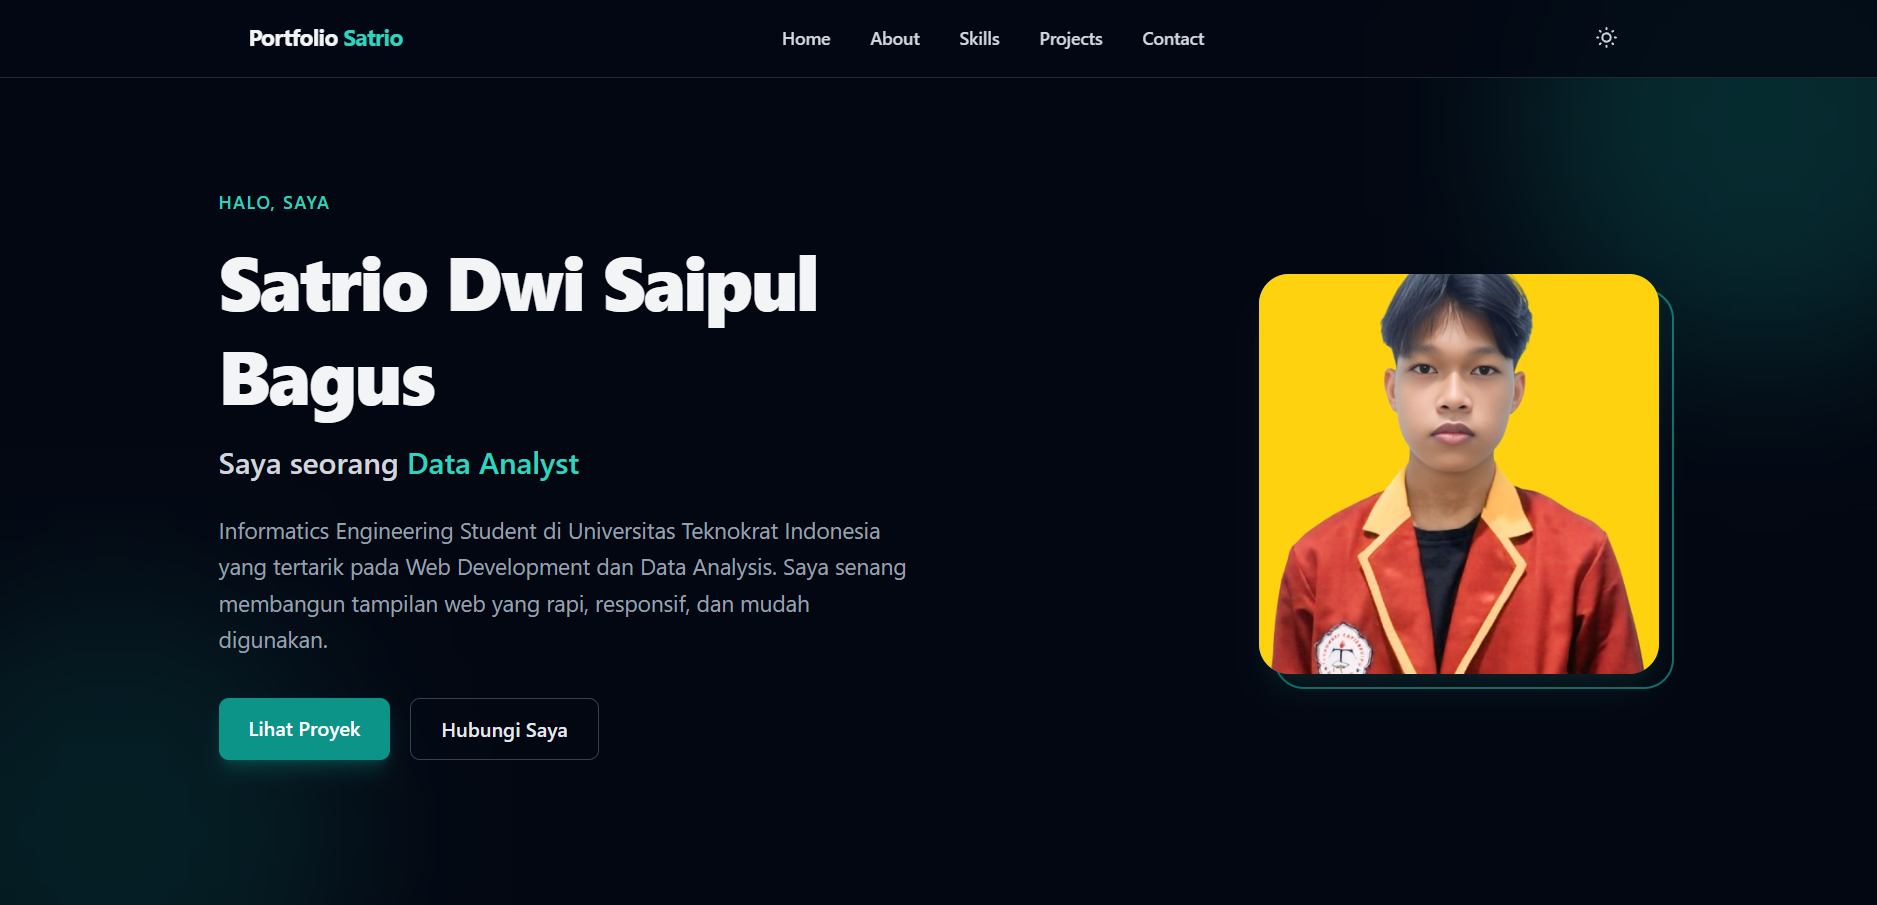 Portfolio Satrio
Home About Skills Projects Contact
HALO, SAYA
Satrio Dwi Saipul
Bagus
Saya seorang Data Analyst
Informatics Engineering Student di Universitas Teknokrat Indonesia
yang tertarik pada Web Development dan Data Analysis. Saya senang
membangun tampilan web yang rapi, responsif, dan mudah
digunakan.
Lihat Proyek
Hubungi Saya